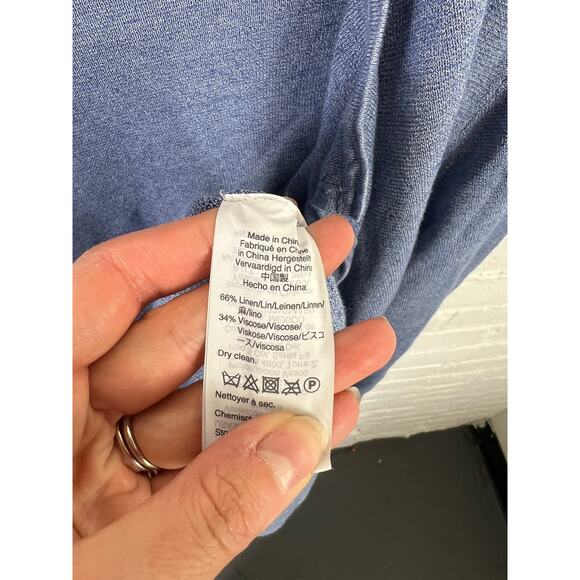 Made in China
Fabriqué en Chine
in China Hergestellt
Vervaardigd in China
中国製
Hecho en China
66% Linen/Lin/Leinen/Linnen/
麻/lino
34% Viscose/Viscose/
Viskose/Viscose/ビスコ
ース/viscosa
Dry clean.
P
Nettoyer à sec.